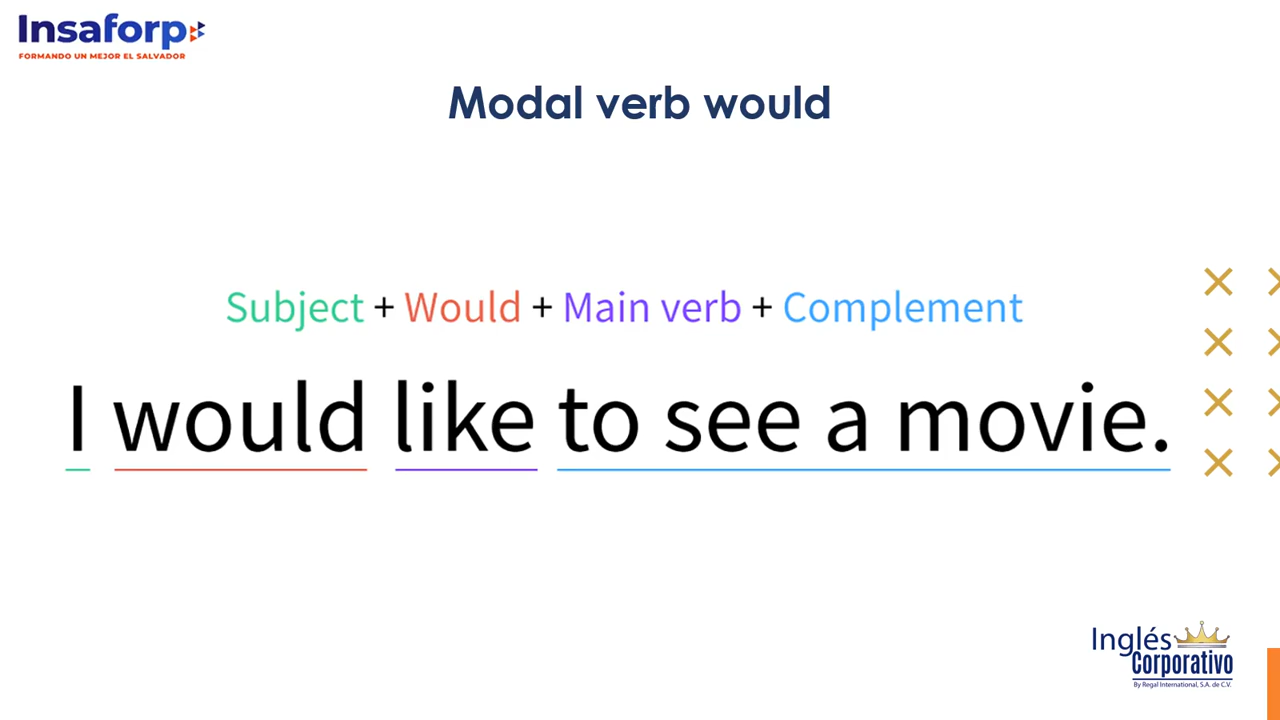 Insaforp
FORMANDO UN MEJOR EL SALVADOR
Modal verb would
Subject + Would + Main verb + Complement
I would like to see a movie.
Inglés
Corporativo
By Regal International, S.A. de C.V.